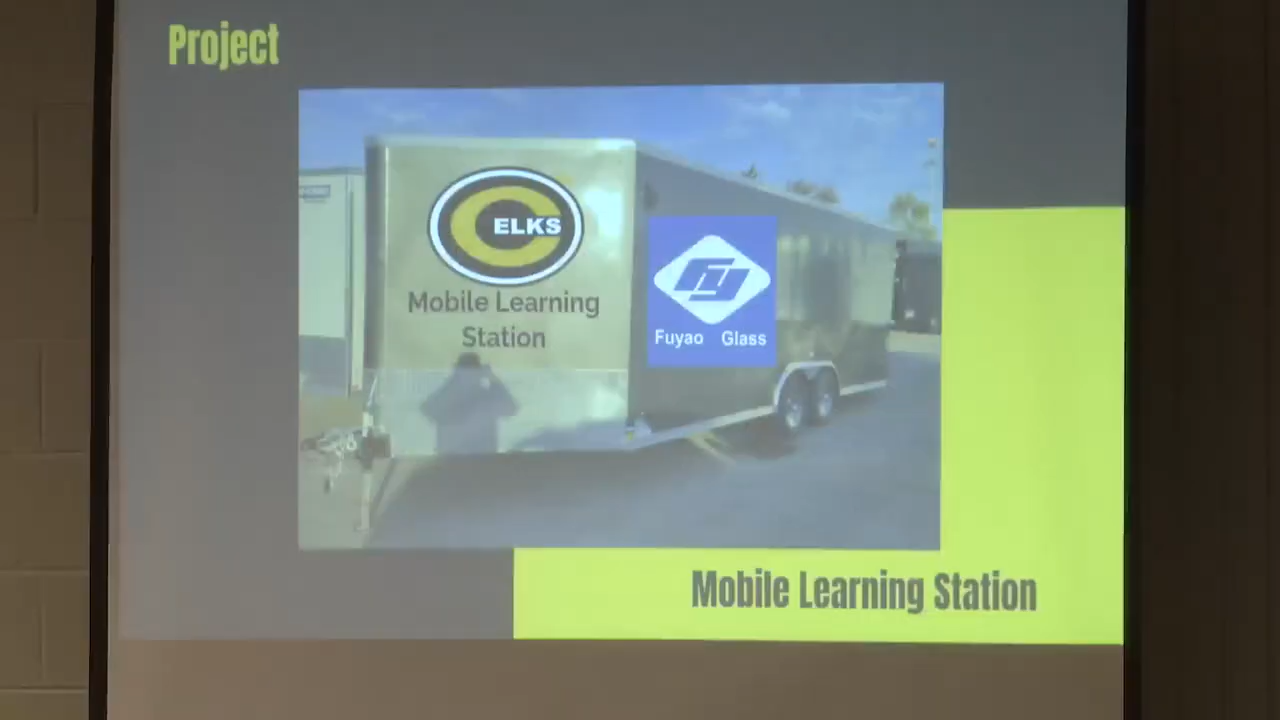 Project
ELKS
Mobile Learning
Station
Fuyao Glass
Mobile Learning Station